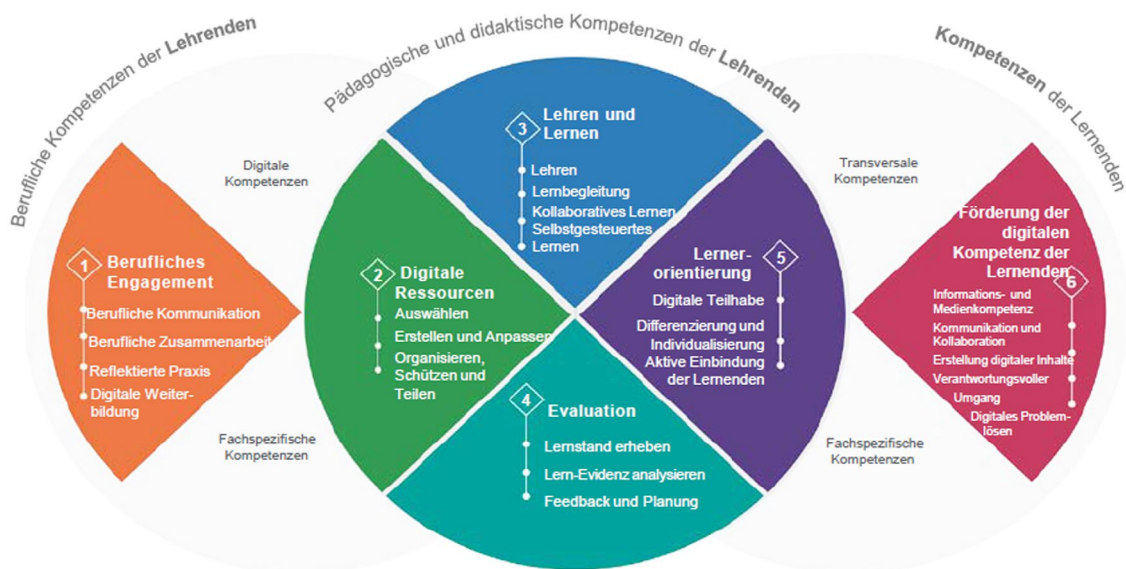 Berufliche Kompetenzen der Lehrenden
Pädagogische und didaktische Kompetenzen der Lehrenden
Kompetenzen der Lernenden
Digitale
Kompetenzen
Transversale
Kompetenzen
1
Berufliches
Engagement
Berufliche Kommunikation
Berufliche Zusammenarbeit
Reflektierte Praxis
Digitale Weiter-
bildung
2
Digitale
Ressourcen
Auswählen
Erstellen und Anpassen
Organisieren,
Schützen und
Teilen
3
Lehren und
Lernen
Lehren
Lernbegleitung
Kollaboratives Lernen
Selbstgesteuertes
Lernen
4
Evaluation
Lernstand erheben
Lern-Evidenz analysieren
Feedback und Planung
5
Lerner-
orientierung
Digitale Teilhabe
Differenzierung und
Individualisierung
Aktive Einbindung
der Lernenden
6
Förderung der
digitalen
Kompetenz der
Lernenden
Informations- und
Medienkompetenz
Kommunikation und
Kollaboration
Erstellung digitaler Inhalte
Verantwortungsvoller
Umgang
Digitales Problem-
lösen
Fachspezifische
Kompetenzen
Fachspezifische
Kompetenzen